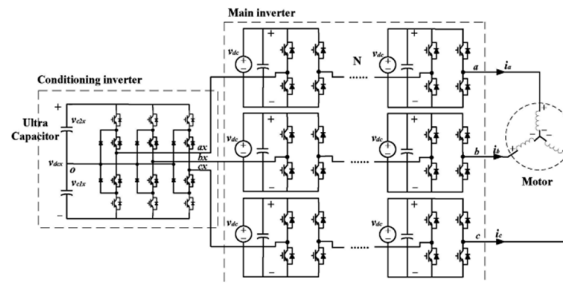 Main inverter
Conditioning inverter
Ultra
Capacitor
v_dc
v_dc
N
a
i_a
v_c2x
v_dcx
o
v_c1x
ax
bx
cx
v_dc
v_dc
b
i_b
Motor
v_dc
v_dc
c
i_c